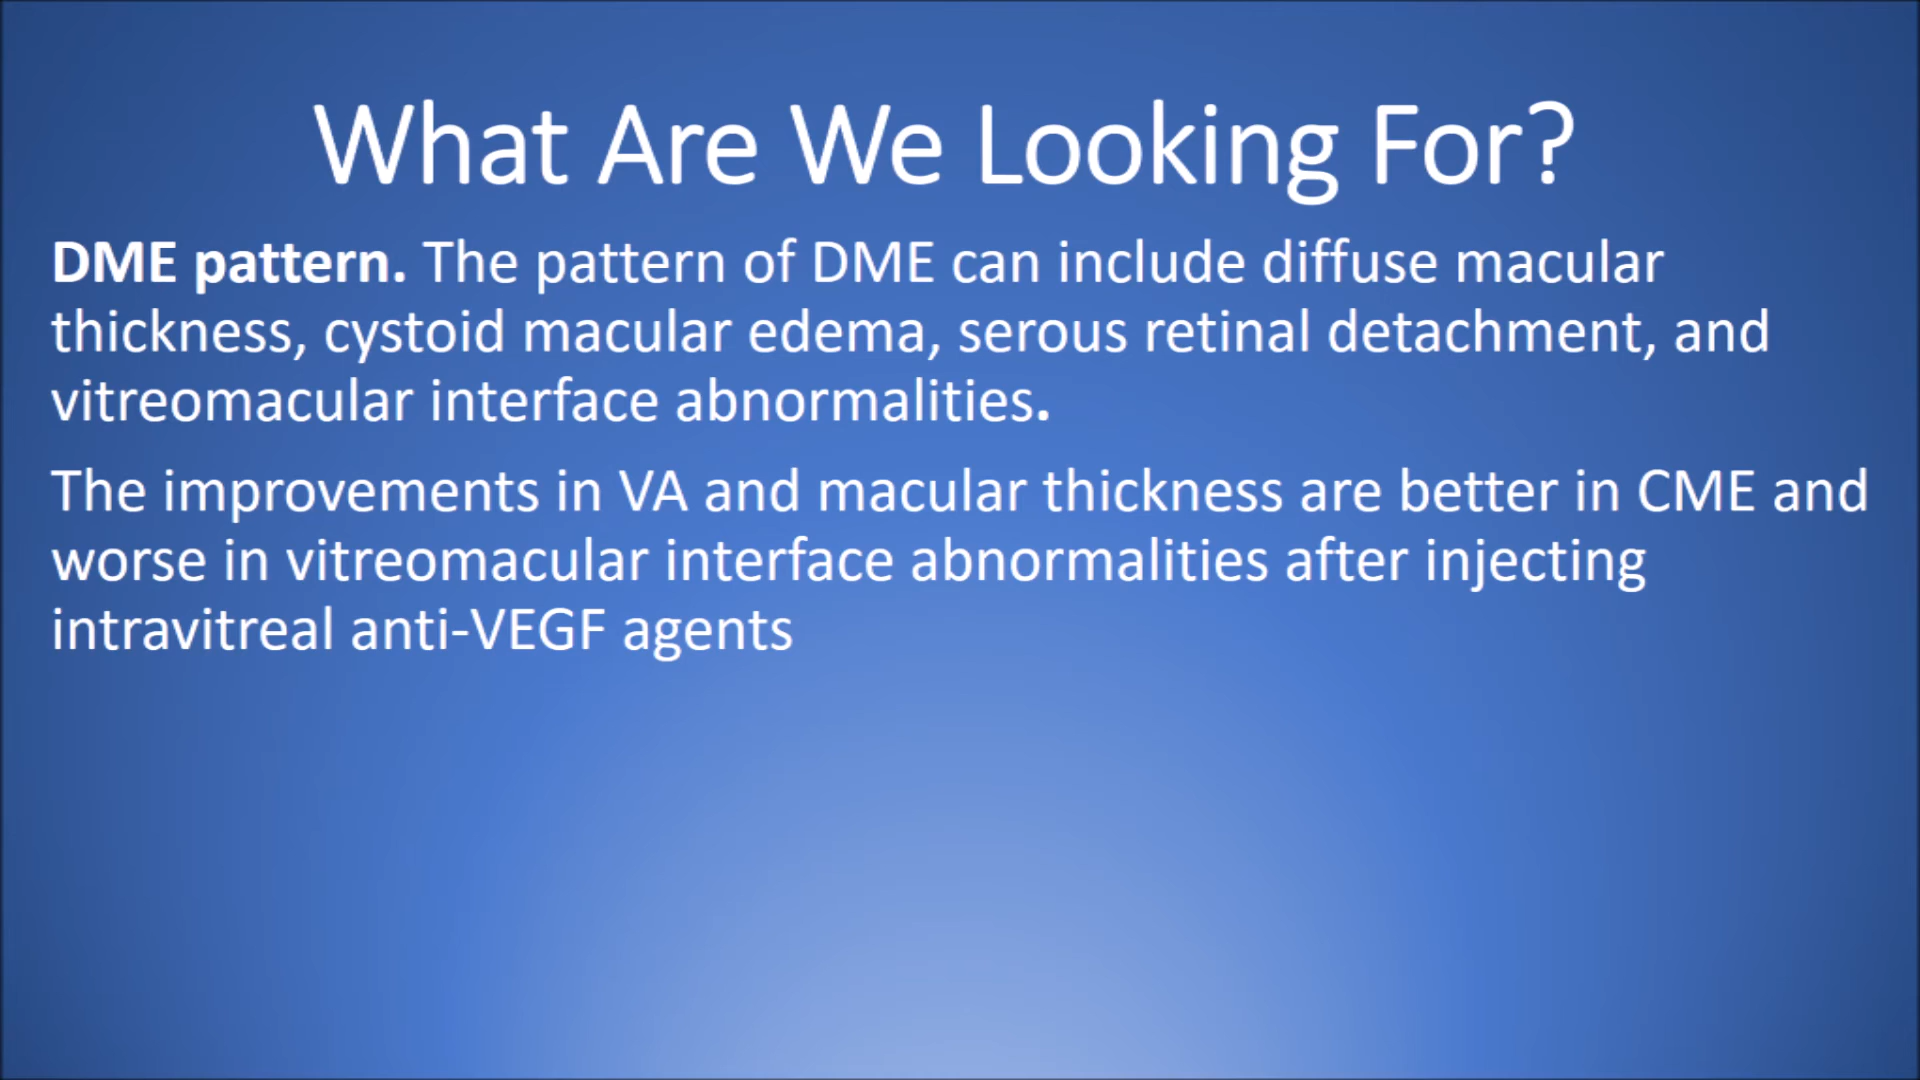 What Are We Looking For?
DME pattern. The pattern of DME can include diffuse macular
thickness, cystoid macular edema, serous retinal detachment, and
vitreomacular interface abnormalities.
The improvements in VA and macular thickness are better in CME and
worse in vitreomacular interface abnormalities after injecting
intravitreal anti-VEGF agents